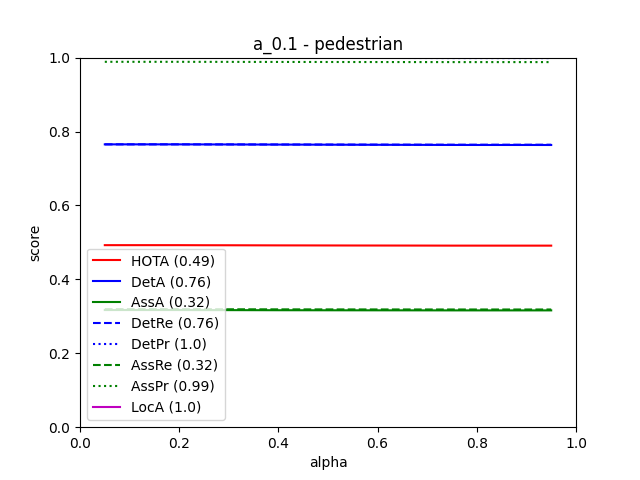 a_0.1 - pedestrian
1.0
0.8
0.6
0.4
0.2
0.0
score
HOTA (0.49)
DetA (0.76)
AssA (0.32)
DetRe (0.76)
DetPr (1.0)
AssRe (0.32)
AssPr (0.99)
LocA (1.0)
0.0 0.2 0.4 0.6 0.8 1.0
alpha